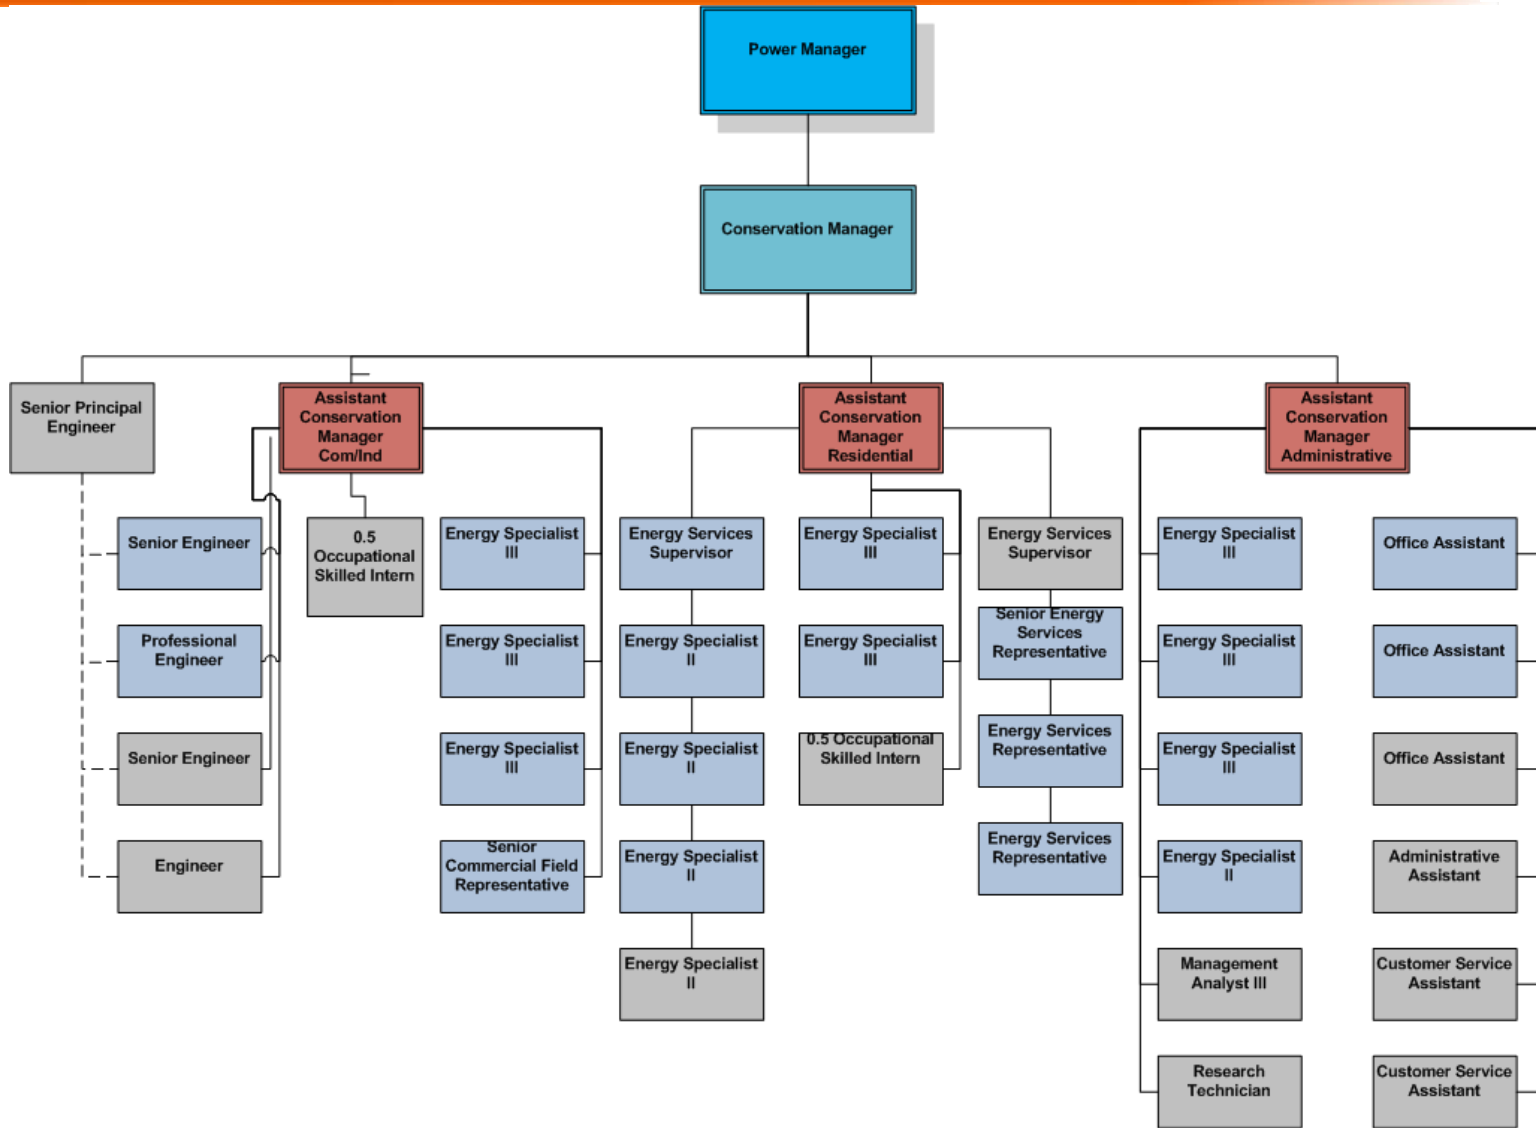 Power Manager
Conservation Manager
Senior Principal
Engineer
Assistant
Conservation
Manager
Com/Ind
Assistant
Conservation
Manager
Residential
Assistant
Conservation
Manager
Administrative
Senior Engineer
Professional
Engineer
Senior Engineer
Engineer
0.5
Occupational
Skilled Intern
Energy Specialist
III
Energy Specialist
III
Energy Specialist
III
Senior
Commercial Field
Representative
Energy Services
Supervisor
Energy Specialist
II
Energy Specialist
II
Energy Specialist
II
Energy Specialist
II
Energy Specialist
III
Energy Specialist
III
0.5 Occupational
Skilled Intern
Energy Services
Supervisor
Senior Energy
Services
Representative
Energy Services
Representative
Energy Services
Representative
Energy Specialist
III
Energy Specialist
III
Energy Specialist
III
Energy Specialist
II
Management
Analyst III
Research
Technician
Office Assistant
Office Assistant
Office Assistant
Administrative
Assistant
Customer Service
Assistant
Customer Service
Assistant